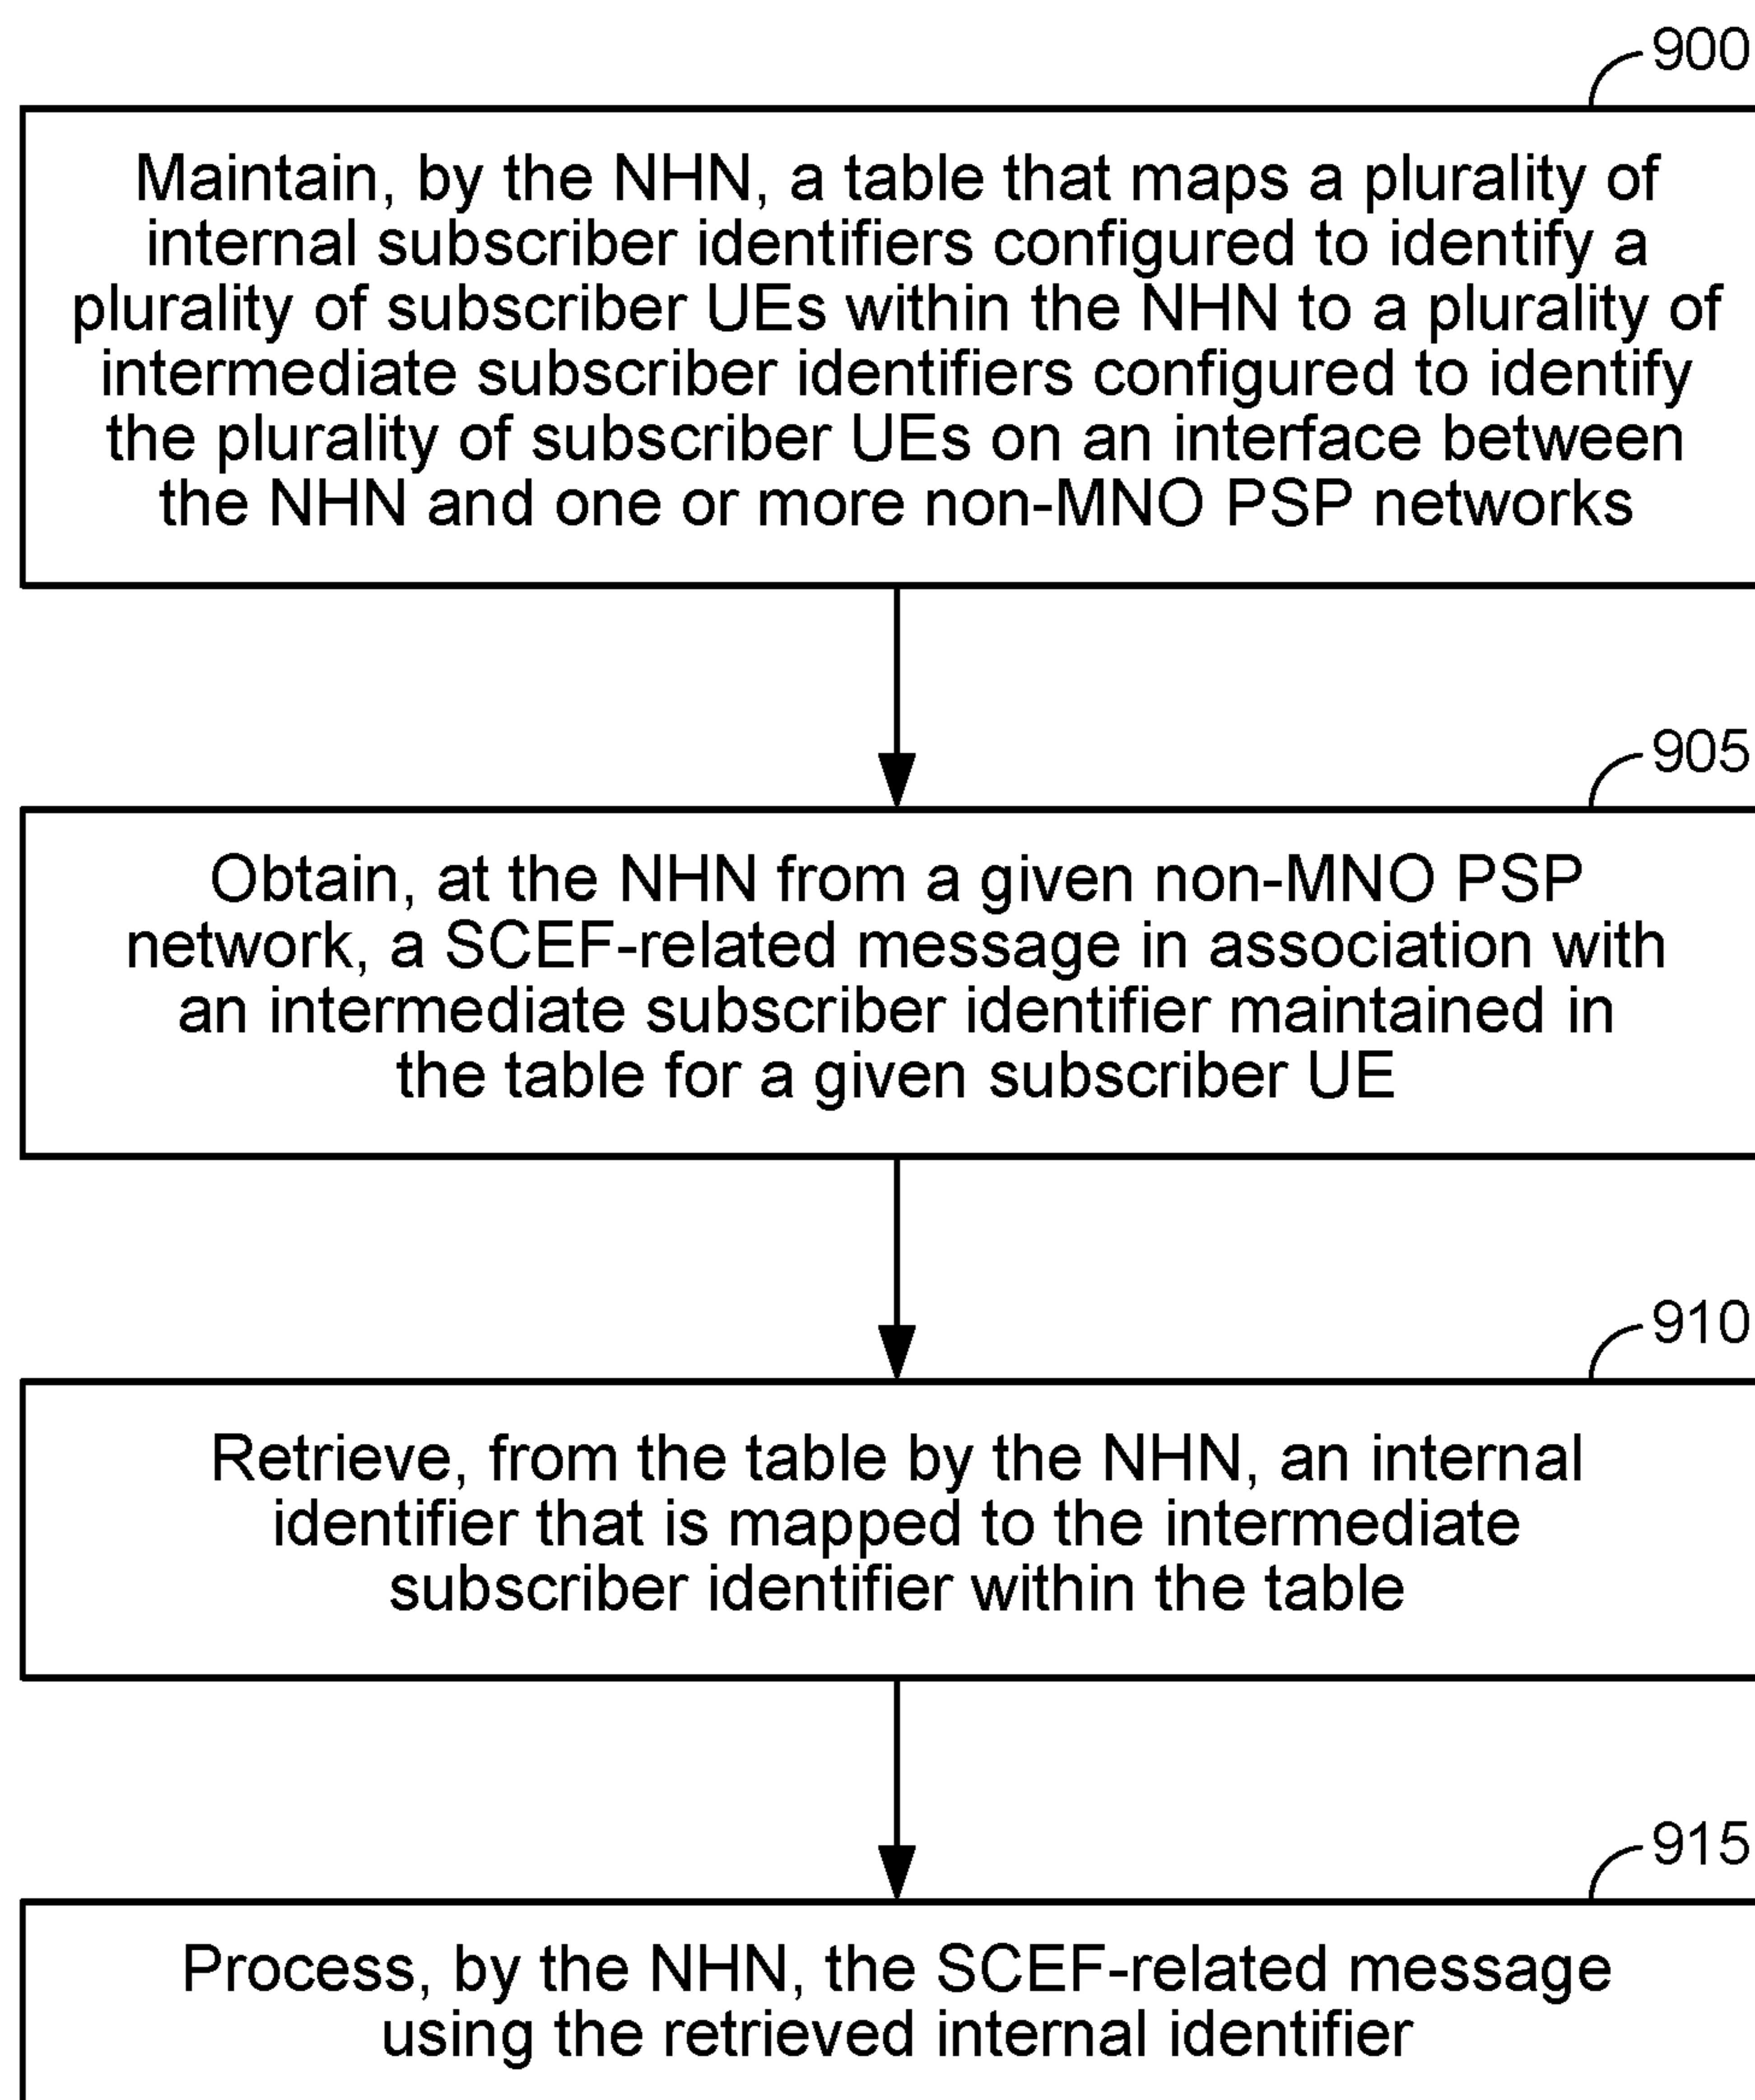 900
Maintain, by the NHN, a table that maps a plurality of
internal subscriber identifiers configured to identify a
plurality of subscriber UEs within the NHN to a plurality of
intermediate subscriber identifiers configured to identify
the plurality of subscriber UEs on an interface between
the NHN and one or more non-MNO PSP networks
905
Obtain, at the NHN from a given non-MNO PSP
network, a SCEF-related message in association with
an intermediate subscriber identifier maintained in
the table for a given subscriber UE
910
Retrieve, from the table by the NHN, an internal
identifier that is mapped to the intermediate
subscriber identifier within the table
915
Process, by the NHN, the SCEF-related message
using the retrieved internal identifier